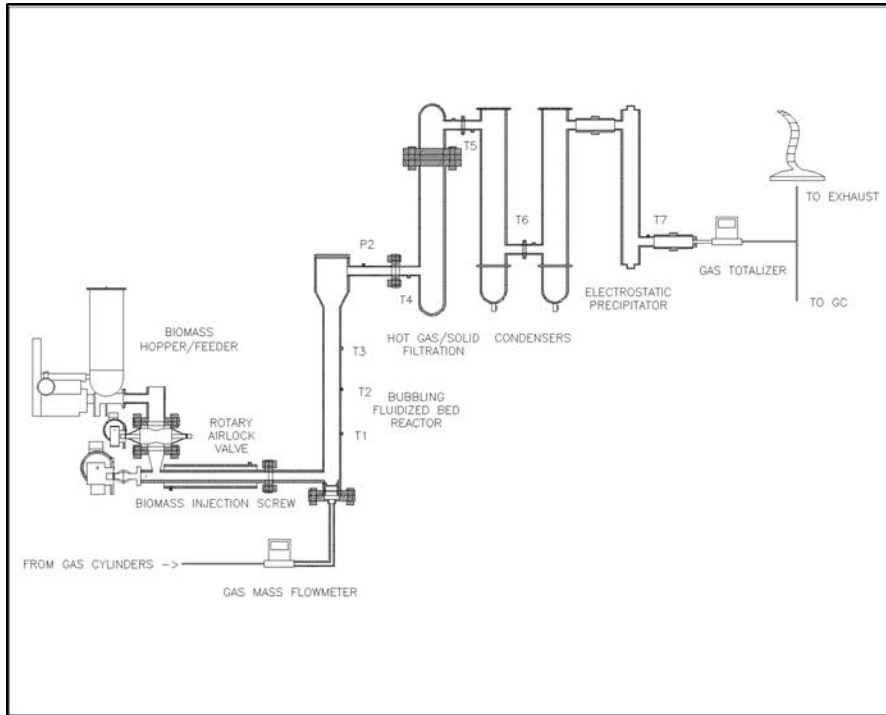 T5
T6
T7
TO EXHAUST
GAS TOTALIZER
TO GC
P2
T4
ELECTROSTATIC
PRECIPITATOR
HOT GAS/SOLID
FILTRATION
CONDENSERS
BIOMASS
HOPPER/FEEDER
T3
T2
T1
BUBBLING
FLUIDIZED BED
REACTOR
ROTARY
AIRLOCK
VALVE
BIOMASS INJECTION SCREW
FROM GAS CYLINDERS ->
GAS MASS FLOWMETER